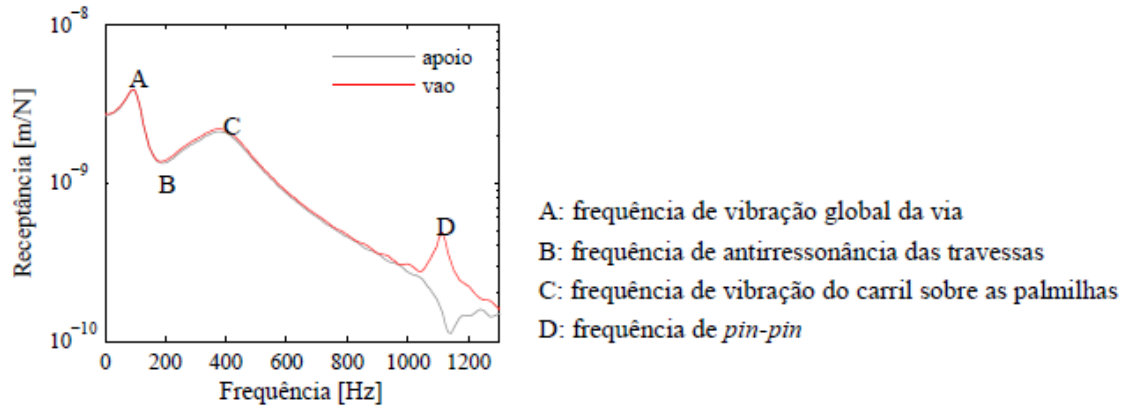 10⁻⁸
apoio
vao
A
C
B
D
10⁻⁹
10⁻¹⁰
Receptância [m/N]
0 200 400 600 800 1000 1200
Frequência [Hz]
A: frequência de vibração global da via
B: frequência de antirressonância das travessas
C: frequência de vibração do carril sobre as palmilhas
D: frequência de pin-pin